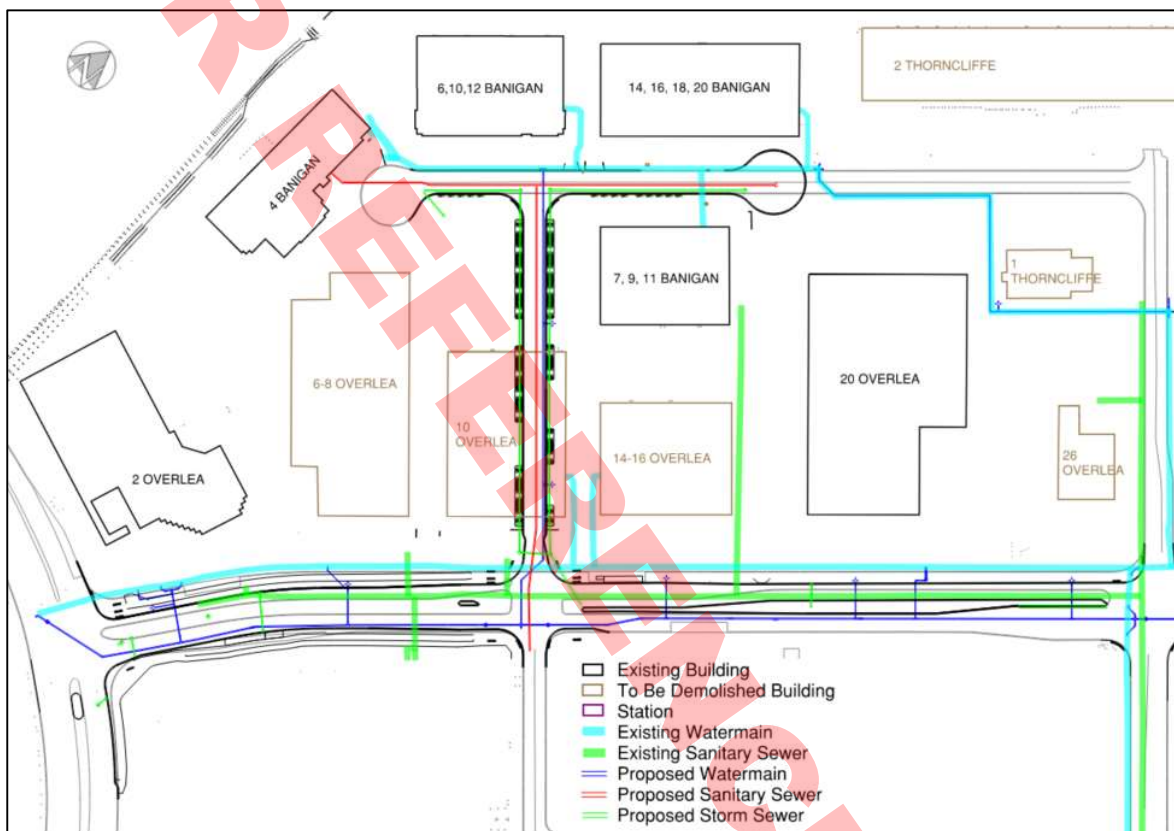 2 THORNCLIFFE
6,10,12 BANIGAN
14, 16, 18, 20 BANIGAN
4 BANIGAN
7, 9, 11 BANIGAN
1
THORNCLIFFE
6-8 OVERLEA
20 OVERLEA
10
OVERLEA
14-16 OVERLEA
26
OVERLEA
2 OVERLEA
Existing Building
To Be Demolished Building
Station
Existing Watermain
Existing Sanitary Sewer
Proposed Watermain
Proposed Sanitary Sewer
Proposed Storm Sewer
R REFERENC